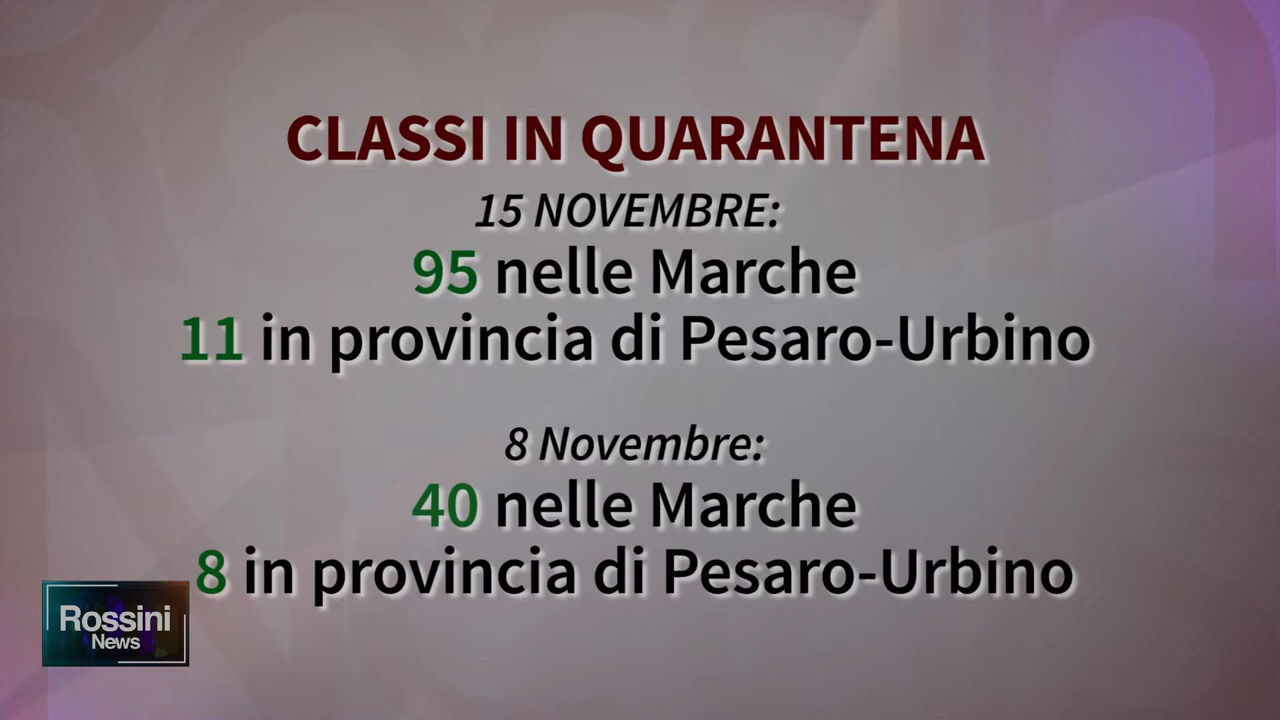 CLASSI IN QUARANTENA
15 NOVEMBRE:
95 nelle Marche
11 in provincia di Pesaro-Urbino
8 Novembre:
40 nelle Marche
8 in provincia di Pesaro-Urbino
Rossini
News